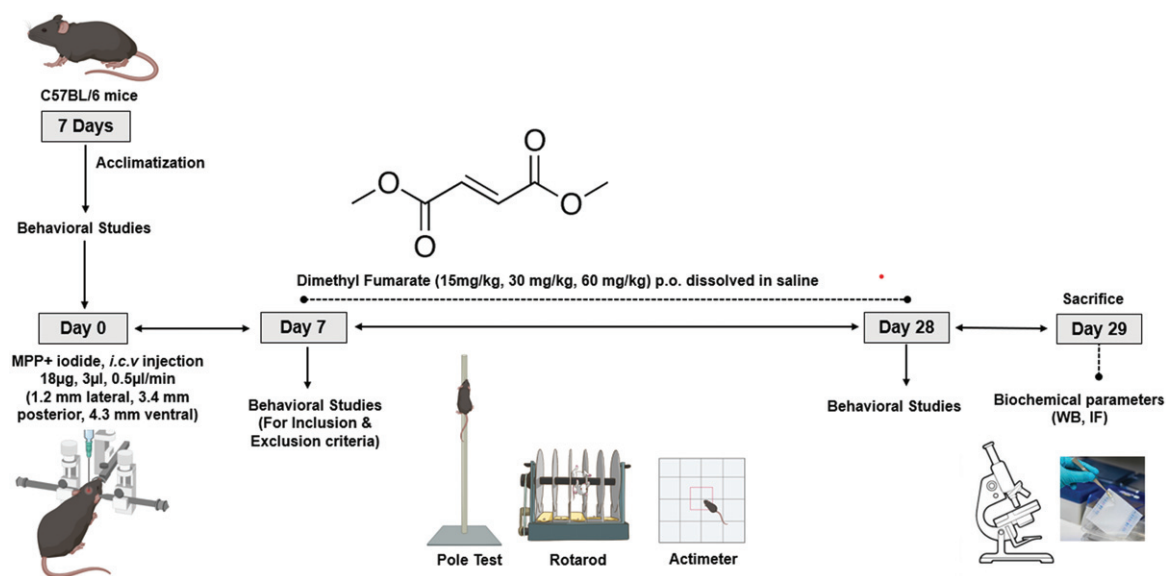 C57BL/6 mice
7 Days
Acclimatization
Behavioral Studies
O
O
O
O
Dimethyl Fumarate (15mg/kg, 30 mg/kg, 60 mg/kg) p.o. dissolved in saline
Day 0
MPP+ iodide, i.c.v injection
18µg, 3µl, 0.5µl/min
(1.2 mm lateral, 3.4 mm
posterior, 4.3 mm ventral)
Day 7
Behavioral Studies
(For Inclusion &
Exclusion criteria)
Pole Test
Rotarod
Actimeter
Day 28
Behavioral Studies
Sacrifice
Day 29
Biochemical parameters
(WB, IF)